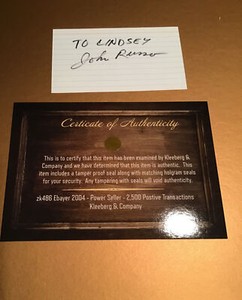 TO LINDSEY
John Russo
Certicate of Authenticity
This is to certify that this item has been examined by Kleeberg &
Company and we have determined that this item is authentic. This
item includes a tamper proof seal along with matching holgram seals
for your security. Any tampering with seals will void authenticity.
zk486 Ebayer 2004 - Power Seller - 2,500 Postive Transactions
Kleeberg & Company